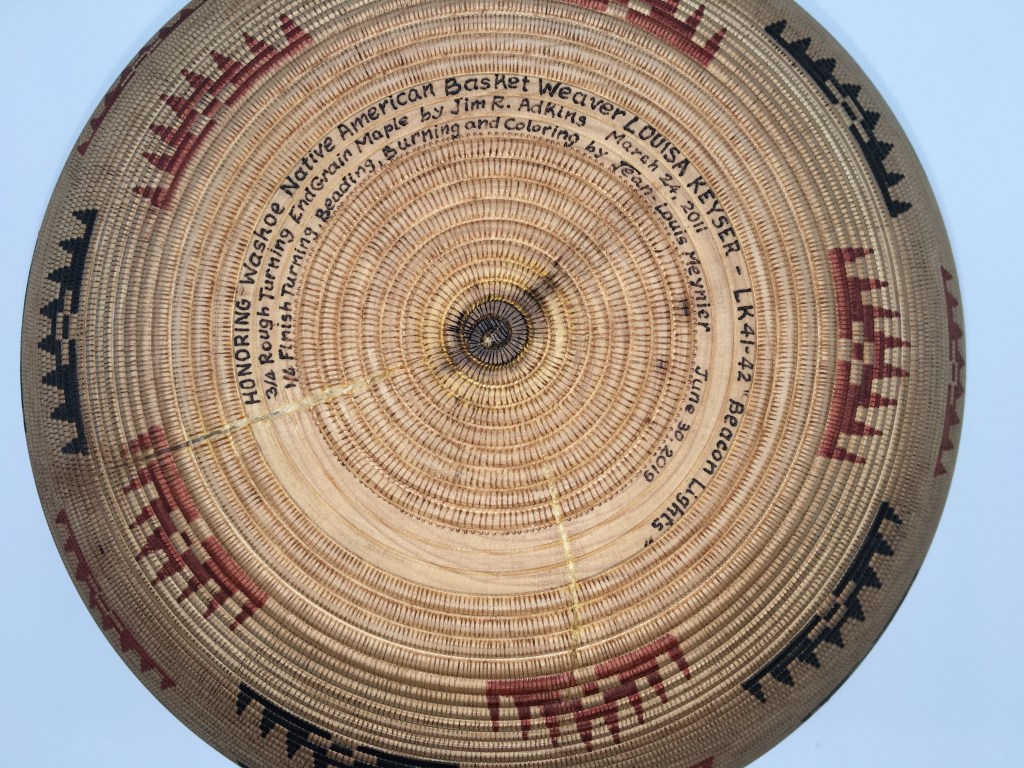 HONORING Washoe Native American Basket Weaver LOUISA KEYSER - LK41-42 "Beacon Lights"
3/4 Rough Turning EndGrain Maple by Jim R. Adkins March 24, 2011
1/4 Finish Turning, Beading, Burning and Coloring by Jean-Louis Meynier June 30 2019